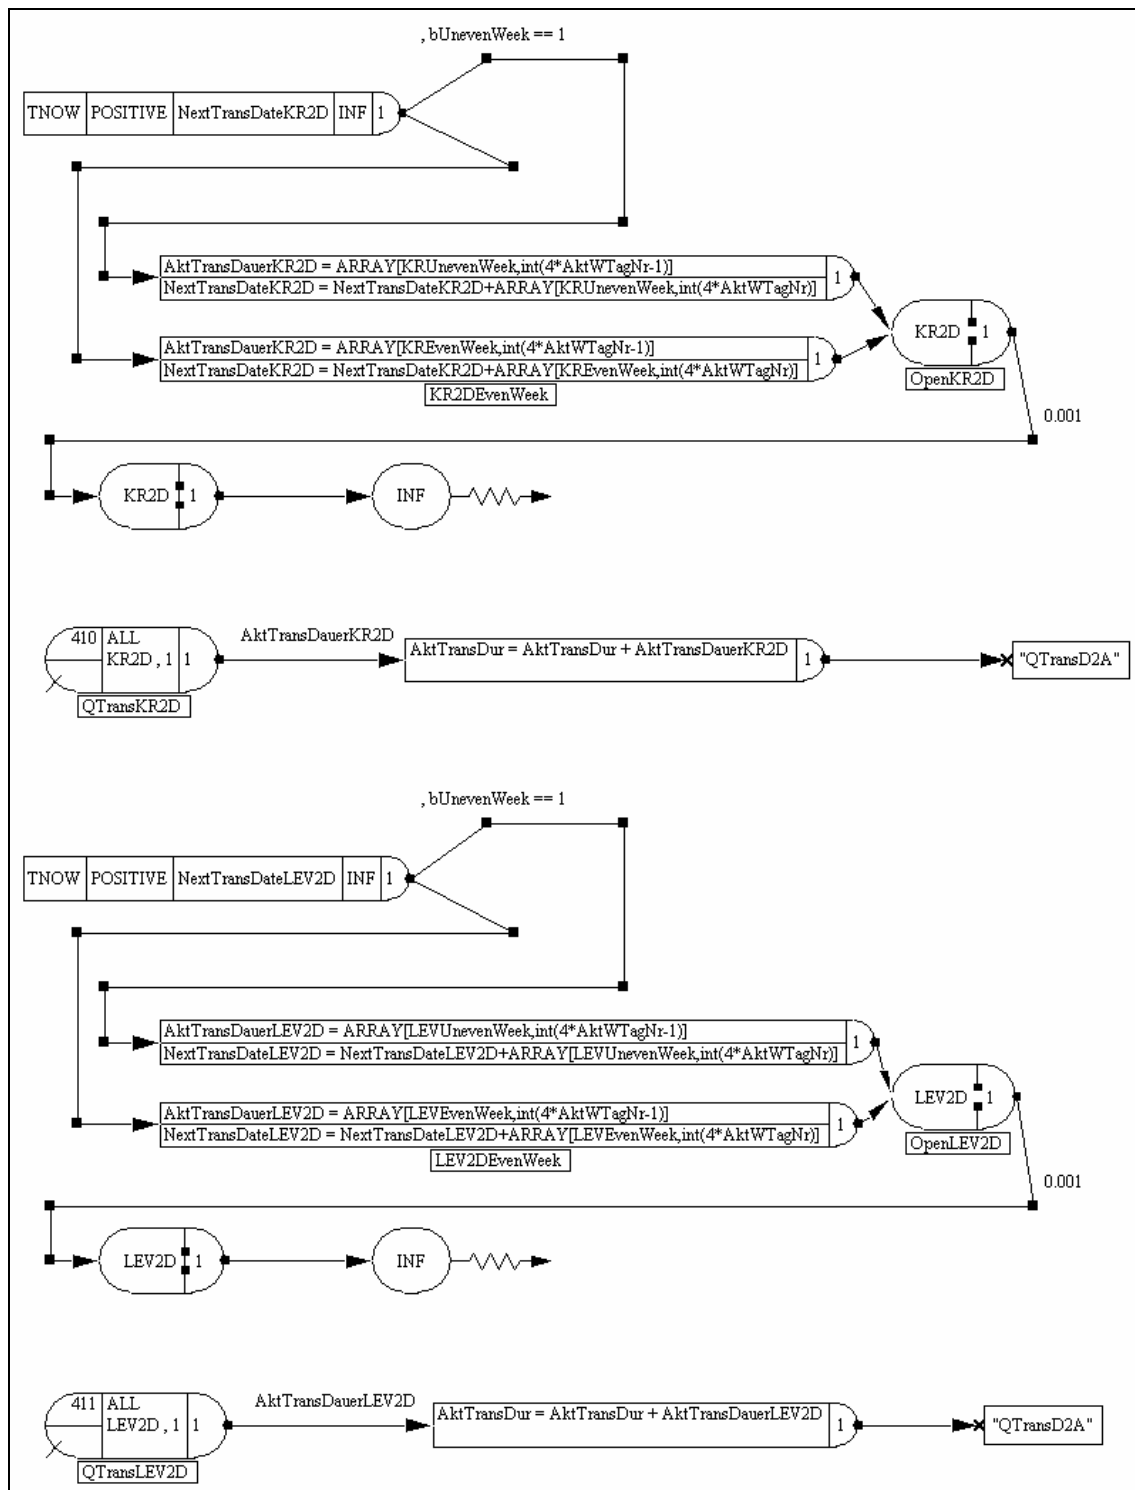 , bUnevenWeek == 1
TNOW POSITIVE NextTransDateKR2D INF 1
AktTransDauerKR2D = ARRAY[KRUnevenWeek,int(4*AktWTagNr-1)]
NextTransDateKR2D = NextTransDateKR2D+ARRAY[KRUnevenWeek,int(4*AktWTagNr)]
1
KR2D 1
OpenKR2D
AktTransDauerKR2D = ARRAY[KREvenWeek,int(4*AktWTagNr-1)]
NextTransDateKR2D = NextTransDateKR2D+ARRAY[KREvenWeek,int(4*AktWTagNr)]
1
KR2DEvenWeek
0.001
KR2D 1
INF
410 ALL
KR2D , 1 1
QTransKR2D
AktTransDauerKR2D
AktTransDur = AktTransDur + AktTransDauerKR2D
1
"QTransD2A"
, bUnevenWeek == 1
TNOW POSITIVE NextTransDateLEV2D INF 1
AktTransDauerLEV2D = ARRAY[LEVUnevenWeek,int(4*AktWTagNr-1)]
NextTransDateLEV2D = NextTransDateLEV2D+ARRAY[LEVUnevenWeek,int(4*AktWTagNr)]
1
LEV2D 1
OpenLEV2D
AktTransDauerLEV2D = ARRAY[LEVEvenWeek,int(4*AktWTagNr-1)]
NextTransDateLEV2D = NextTransDateLEV2D+ARRAY[LEVEvenWeek,int(4*AktWTagNr)]
1
LEV2DEvenWeek
0.001
LEV2D 1
INF
411 ALL
LEV2D , 1 1
QTransLEV2D
AktTransDauerLEV2D
AktTransDur = AktTransDur + AktTransDauerLEV2D
1
"QTransD2A"